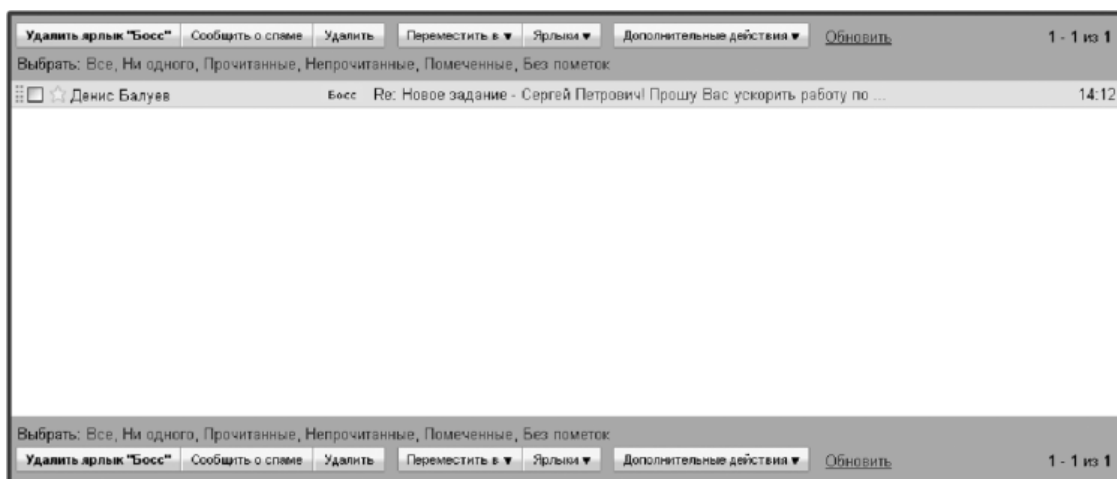 Удалить ярлык "Босс" Сообщить о спаме Удалить Переместить в ▼ Ярлыки ▼ Дополнительные действия ▼ Обновить 1 - 1 из 1
Выбрать: Все, Ни одного, Прочитанные, Непрочитанные, Помеченные, Без пометок
Денис Балуев Босс Re: Новое задание - Сергей Петрович! Прошу Вас ускорить работу по ... 14:12
Выбрать: Все, Ни одного, Прочитанные, Непрочитанные, Помеченные, Без пометок
Удалить ярлык "Босс" Сообщить о спаме Удалить Переместить в ▼ Ярлыки ▼ Дополнительные действия ▼ Обновить 1 - 1 из 1